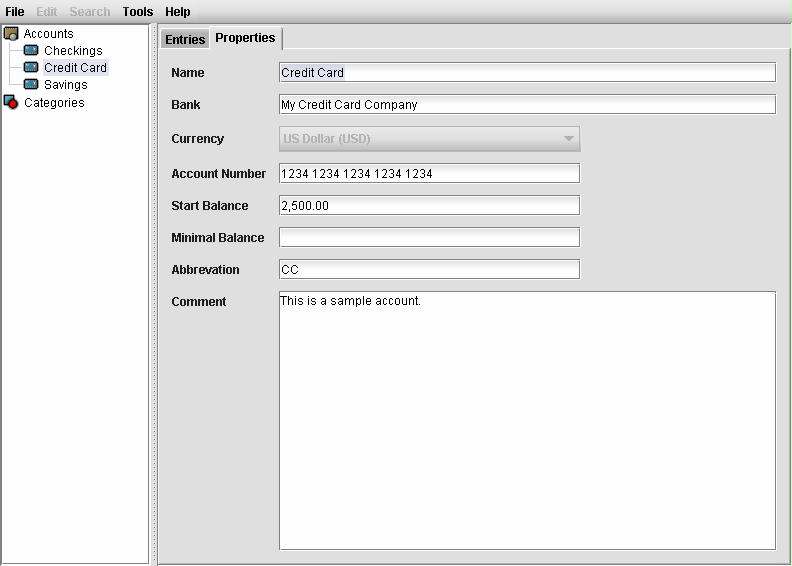 File Edit Search Tools Help
Accounts
Checkings
Credit Card
Savings
Categories
Entries Properties
Name Credit Card
Bank My Credit Card Company
Currency US Dollar (USD)
Account Number 1234 1234 1234 1234 1234
Start Balance 2,500.00
Minimal Balance
Abbrevation CC
Comment This is a sample account.